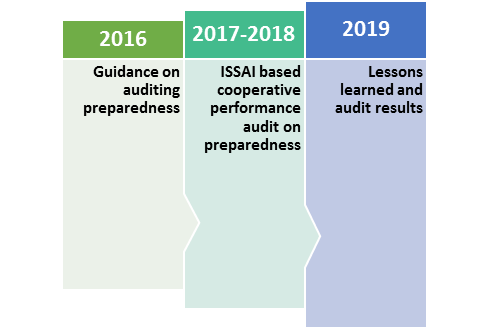 2016
Guidance on
auditing
preparedness
2017-2018
ISSAI based
cooperative
performance
audit on
preparedness
2019
Lessons
learned and
audit results